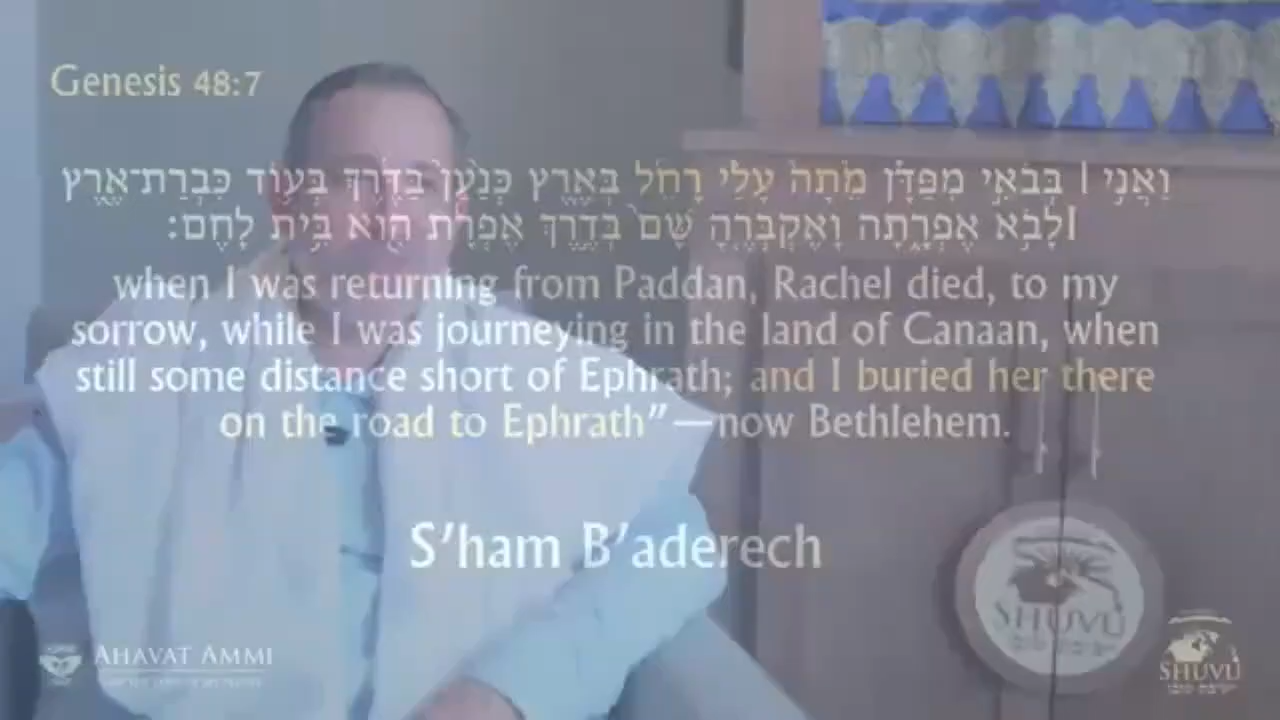 Genesis 48:7
וַאֲנִ֣י ׀ בְּבֹאִ֣י מִפַּדָּ֗ן מֵ֩תָה֩ עָלַ֨י רָחֵ֜ל בְּאֶ֤רֶץ כְּנַ֙עַן֙ בַּדֶּ֔רֶךְ בְּע֥וֹד כִּבְרַת־אֶ֖רֶץ
לָבֹ֣א אֶפְרָ֑תָה וָאֶקְבְּרֶ֤הָ שָּׁם֙ בְּדֶ֣רֶךְ אֶפְרָ֔ת הִ֖וא בֵּ֥ית לָֽחֶם׃
when I was returning from Paddan, Rachel died, to my
sorrow, while I was journeying in the land of Canaan, when
still some distance short of Ephrath; and I buried her there
on the road to Ephrath”—now Bethlehem.
S’ham B’aderech
SHUVU
AHAVAT AMMI
SHUVU